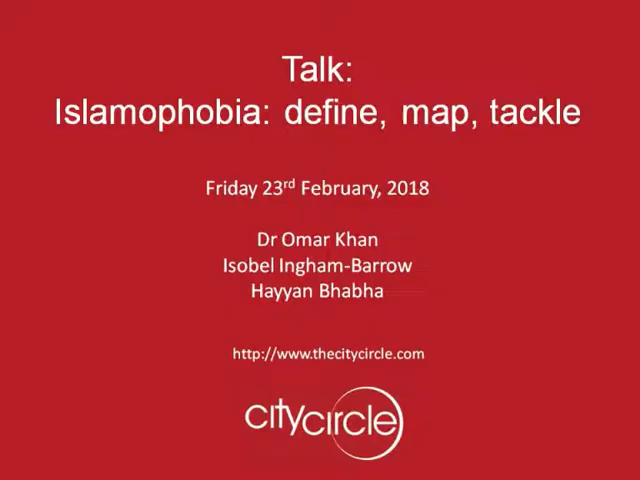 Talk:
Islamophobia: define, map, tackle
Friday 23rd February, 2018
Dr Omar Khan
Isobel Ingham-Barrow
Hayyan Bhabha
http://www.thecitycircle.com
citycircle